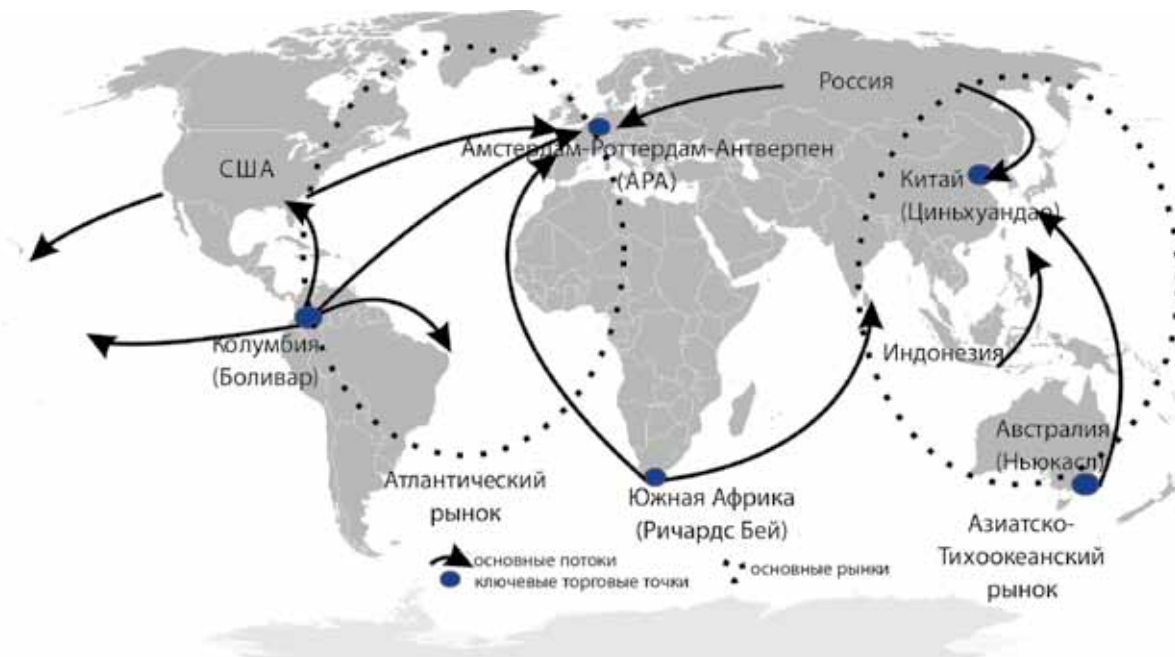 Россия
США
Амстердам-Роттердам-Антверпен
(АРА)
Китай
(Циньхуандао)
Колумбия
(Боливар)
Индонезия
Австралия
(Ньюкасл)
Атлантический
рынок
Южная Африка
(Ричардс Бей)
Азиатско-
Тихоокеанский
рынок
основные потоки
ключевые торговые точки
основные рынки